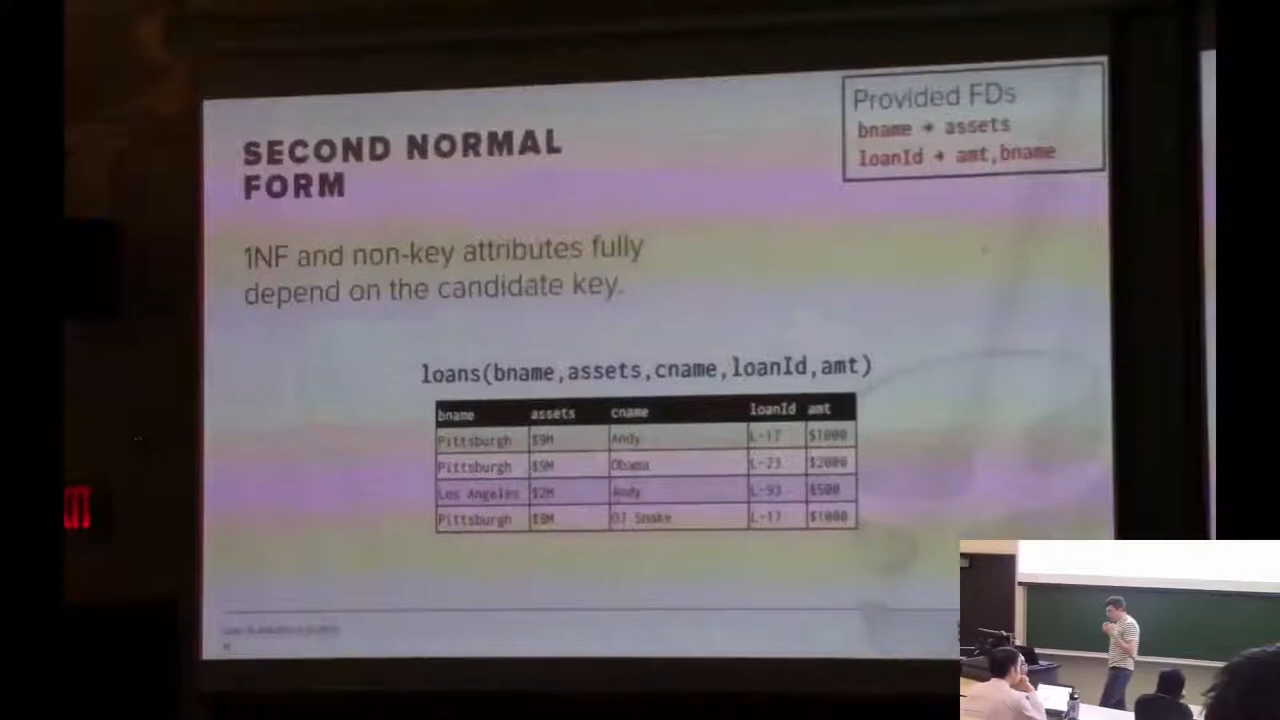 SECOND NORMAL
FORM
Provided FDs
bname → assets
loanId → amt,bname
1NF and non-key attributes fully
depend on the candidate key.
loans(bname,assets,cname,loanId,amt)
bname assets cname loanId amt
Pittsburgh $9M Andy L-17 $1000
Pittsburgh $9M Obama L-23 $2000
Los Angeles $2M Andy L-93 $500
Pittsburgh $9M DJ Snake L-17 $1000